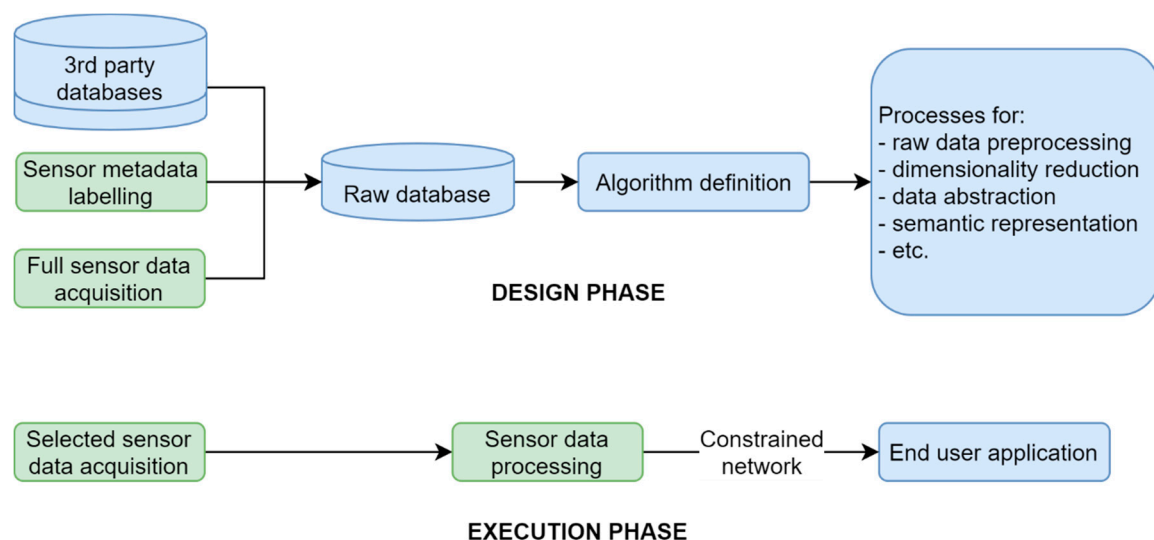 3rd party
databases
Sensor metadata
labelling
Full sensor data
acquisition
Raw database
Algorithm definition
Processes for:
- raw data preprocessing
- dimensionality reduction
- data abstraction
- semantic representation
- etc.
DESIGN PHASE
Selected sensor
data acquisition
Sensor data
processing
Constrained
network
End user application
EXECUTION PHASE